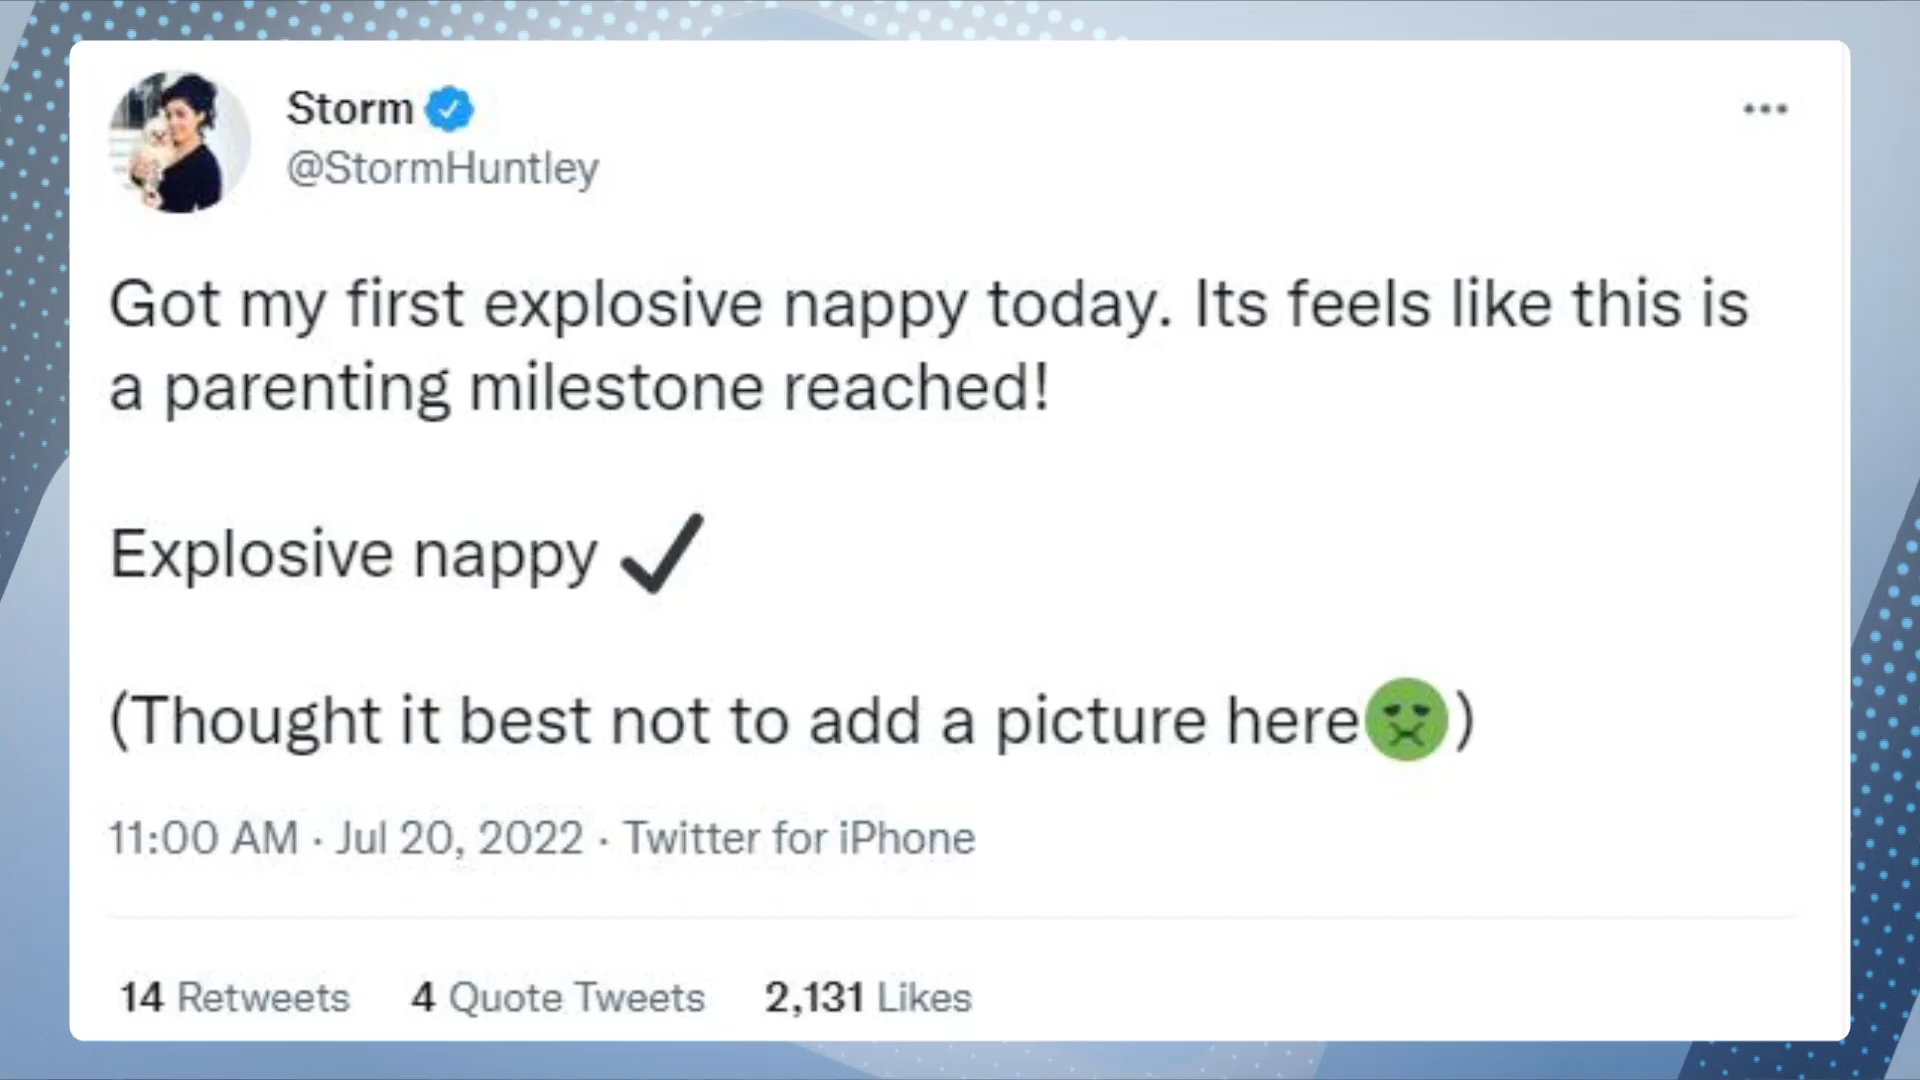 Storm
@StormHuntley
Got my first explosive nappy today. Its feels like this is
a parenting milestone reached!
Explosive nappy ✔
(Thought it best not to add a picture here🤢)
11:00 AM · Jul 20, 2022 · Twitter for iPhone
14 Retweets 4 Quote Tweets 2,131 Likes